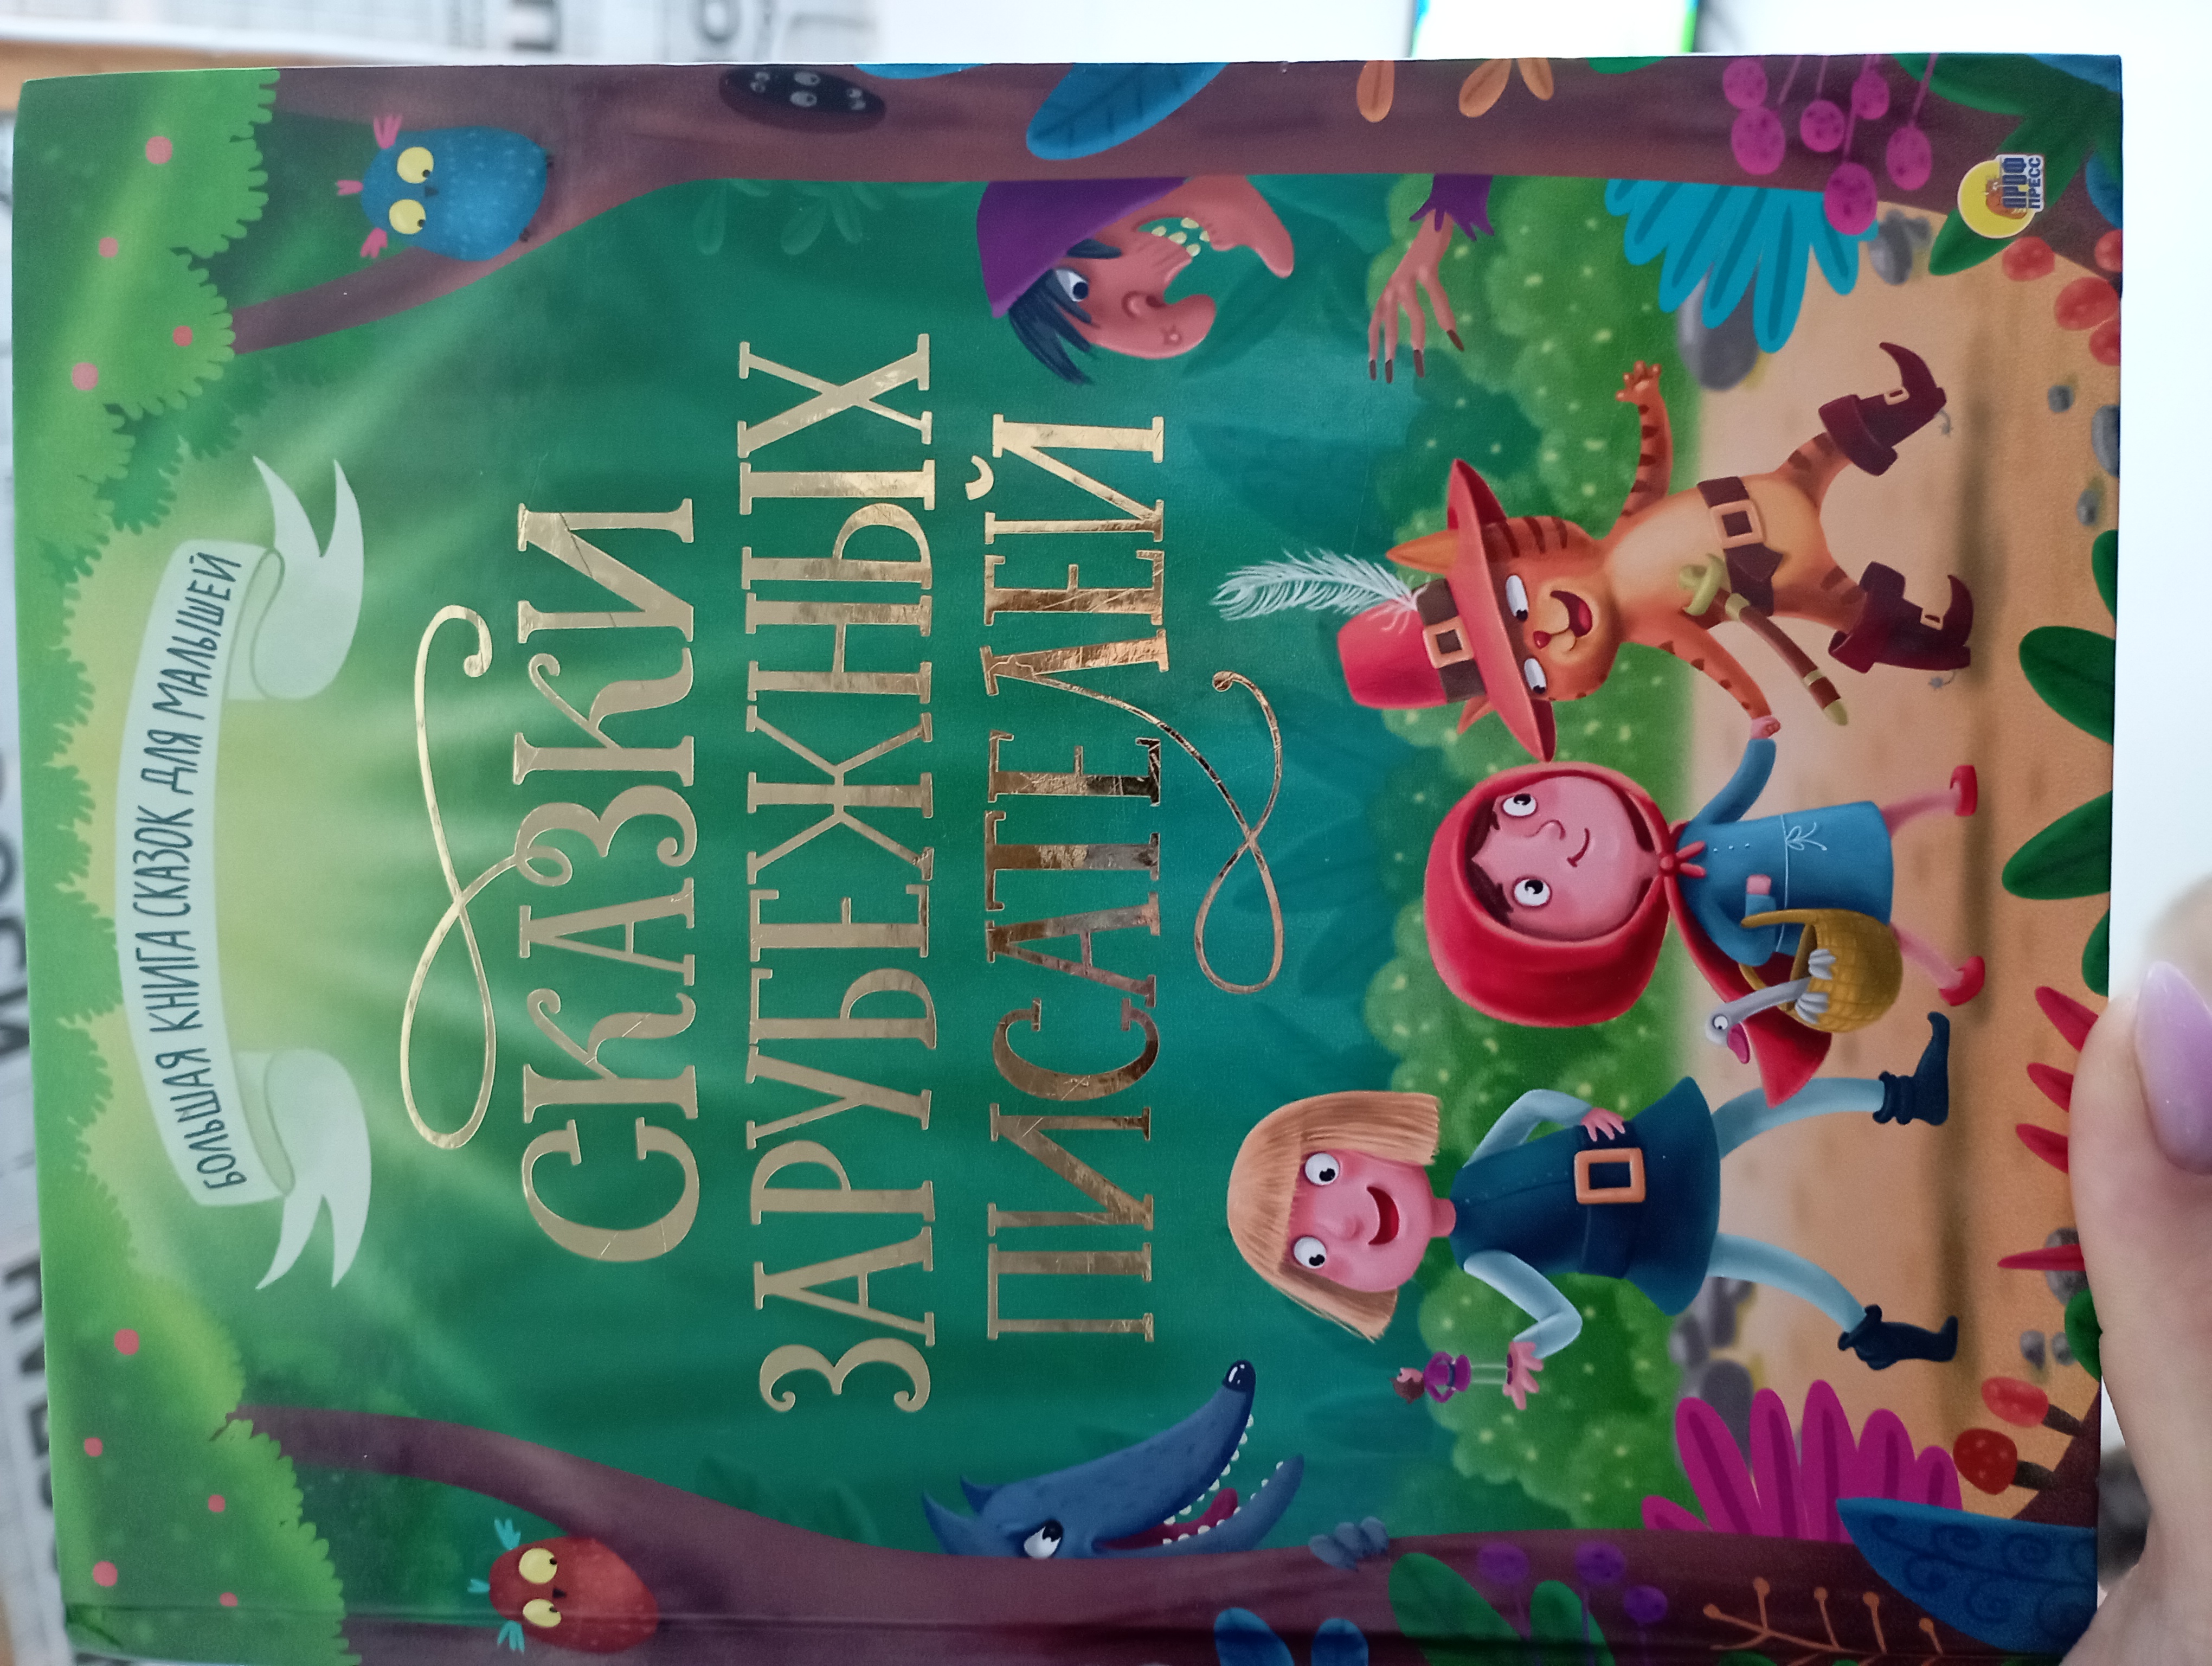 БОЛЬШАЯ КНИГА СКАЗОК ДЛЯ МАЛЫШЕЙ
СКАЗКИ
ЗАРУБЕЖНЫХ
ПИСАТЕЛЕЙ
ПРОФ
ПРЕСС